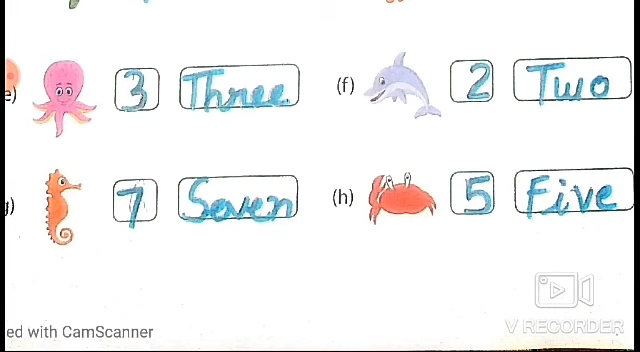 e) 3 Three (f) 2 Two
g) 7 Seven (h) 5 Five
V RECORDER
ed with CamScanner